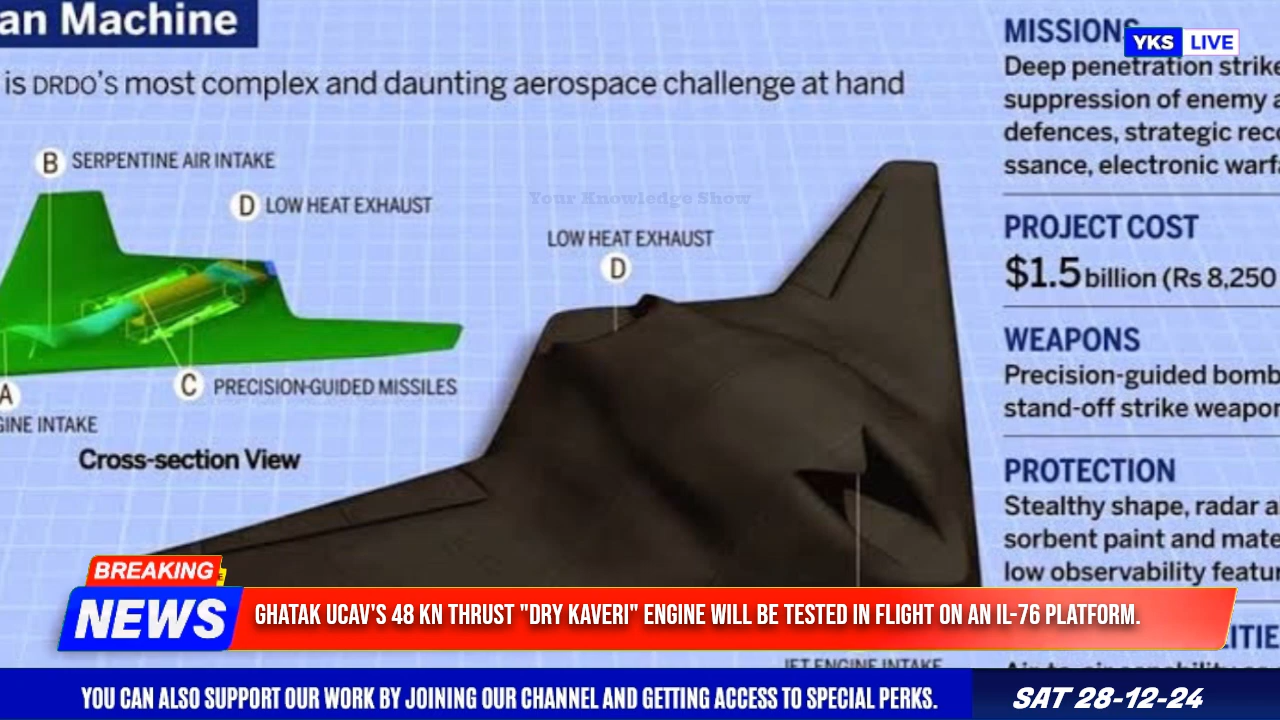 an Machine
is DRDO'S most complex and daunting aerospace challenge at hand
B SERPENTINE AIR INTAKE
D LOW HEAT EXHAUST
C PRECISION-GUIDED MISSILES
A
GINE INTAKE
Cross-section View
Your Knowledge Show
LOW HEAT EXHAUST
D
YKS LIVE
MISSIONS
Deep penetration strike
suppression of enemy a
defences, strategic reco
ssance, electronic warfa
PROJECT COST
$1.5 billion (Rs 8,250
WEAPONS
Precision-guided bomb
stand-off strike weapon
PROTECTION
Stealthy shape, radar a
sorbent paint and mate
low observability featur
LITIE
JET ENGINE INTAKE
Air-to-air capability
BREAKING
NEWS
GHATAK UCAV'S 48 KN THRUST "DRY KAVERI" ENGINE WILL BE TESTED IN FLIGHT ON AN IL-76 PLATFORM.
YOU CAN ALSO SUPPORT OUR WORK BY JOINING OUR CHANNEL AND GETTING ACCESS TO SPECIAL PERKS.
SAT 28-12-24